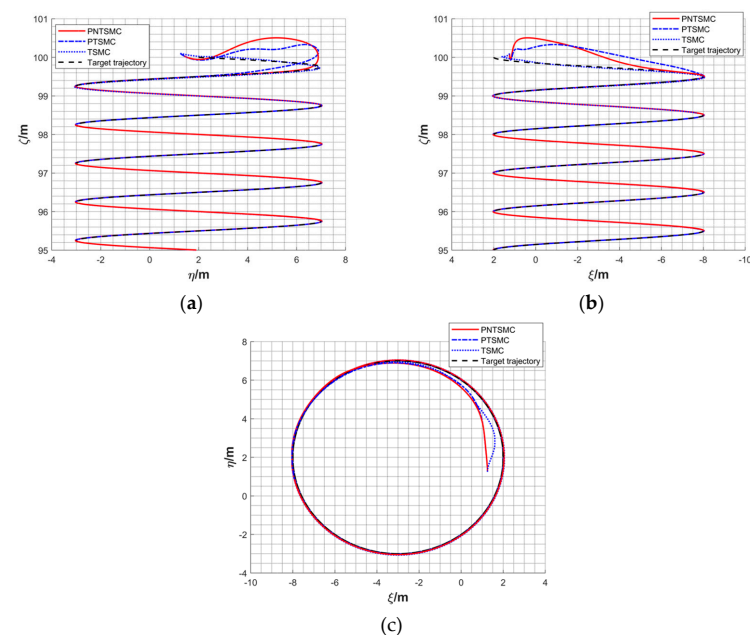 101
100
99
98
97
96
95
ζ/m
PNTSMC
PTSMC
TSMC
Target trajectory
-4 -2 0 2 4 6 8
η/m
(a)
101
100
99
98
97
96
95
ζ/m
PNTSMC
PTSMC
TSMC
Target trajectory
4 2 0 -2 -4 -6 -8 -10
ξ/m
(b)
8
6
4
2
0
-2
-4
η/m
PNTSMC
PTSMC
TSMC
Target trajectory
-10 -8 -6 -4 -2 0 2 4
ξ/m
(c)